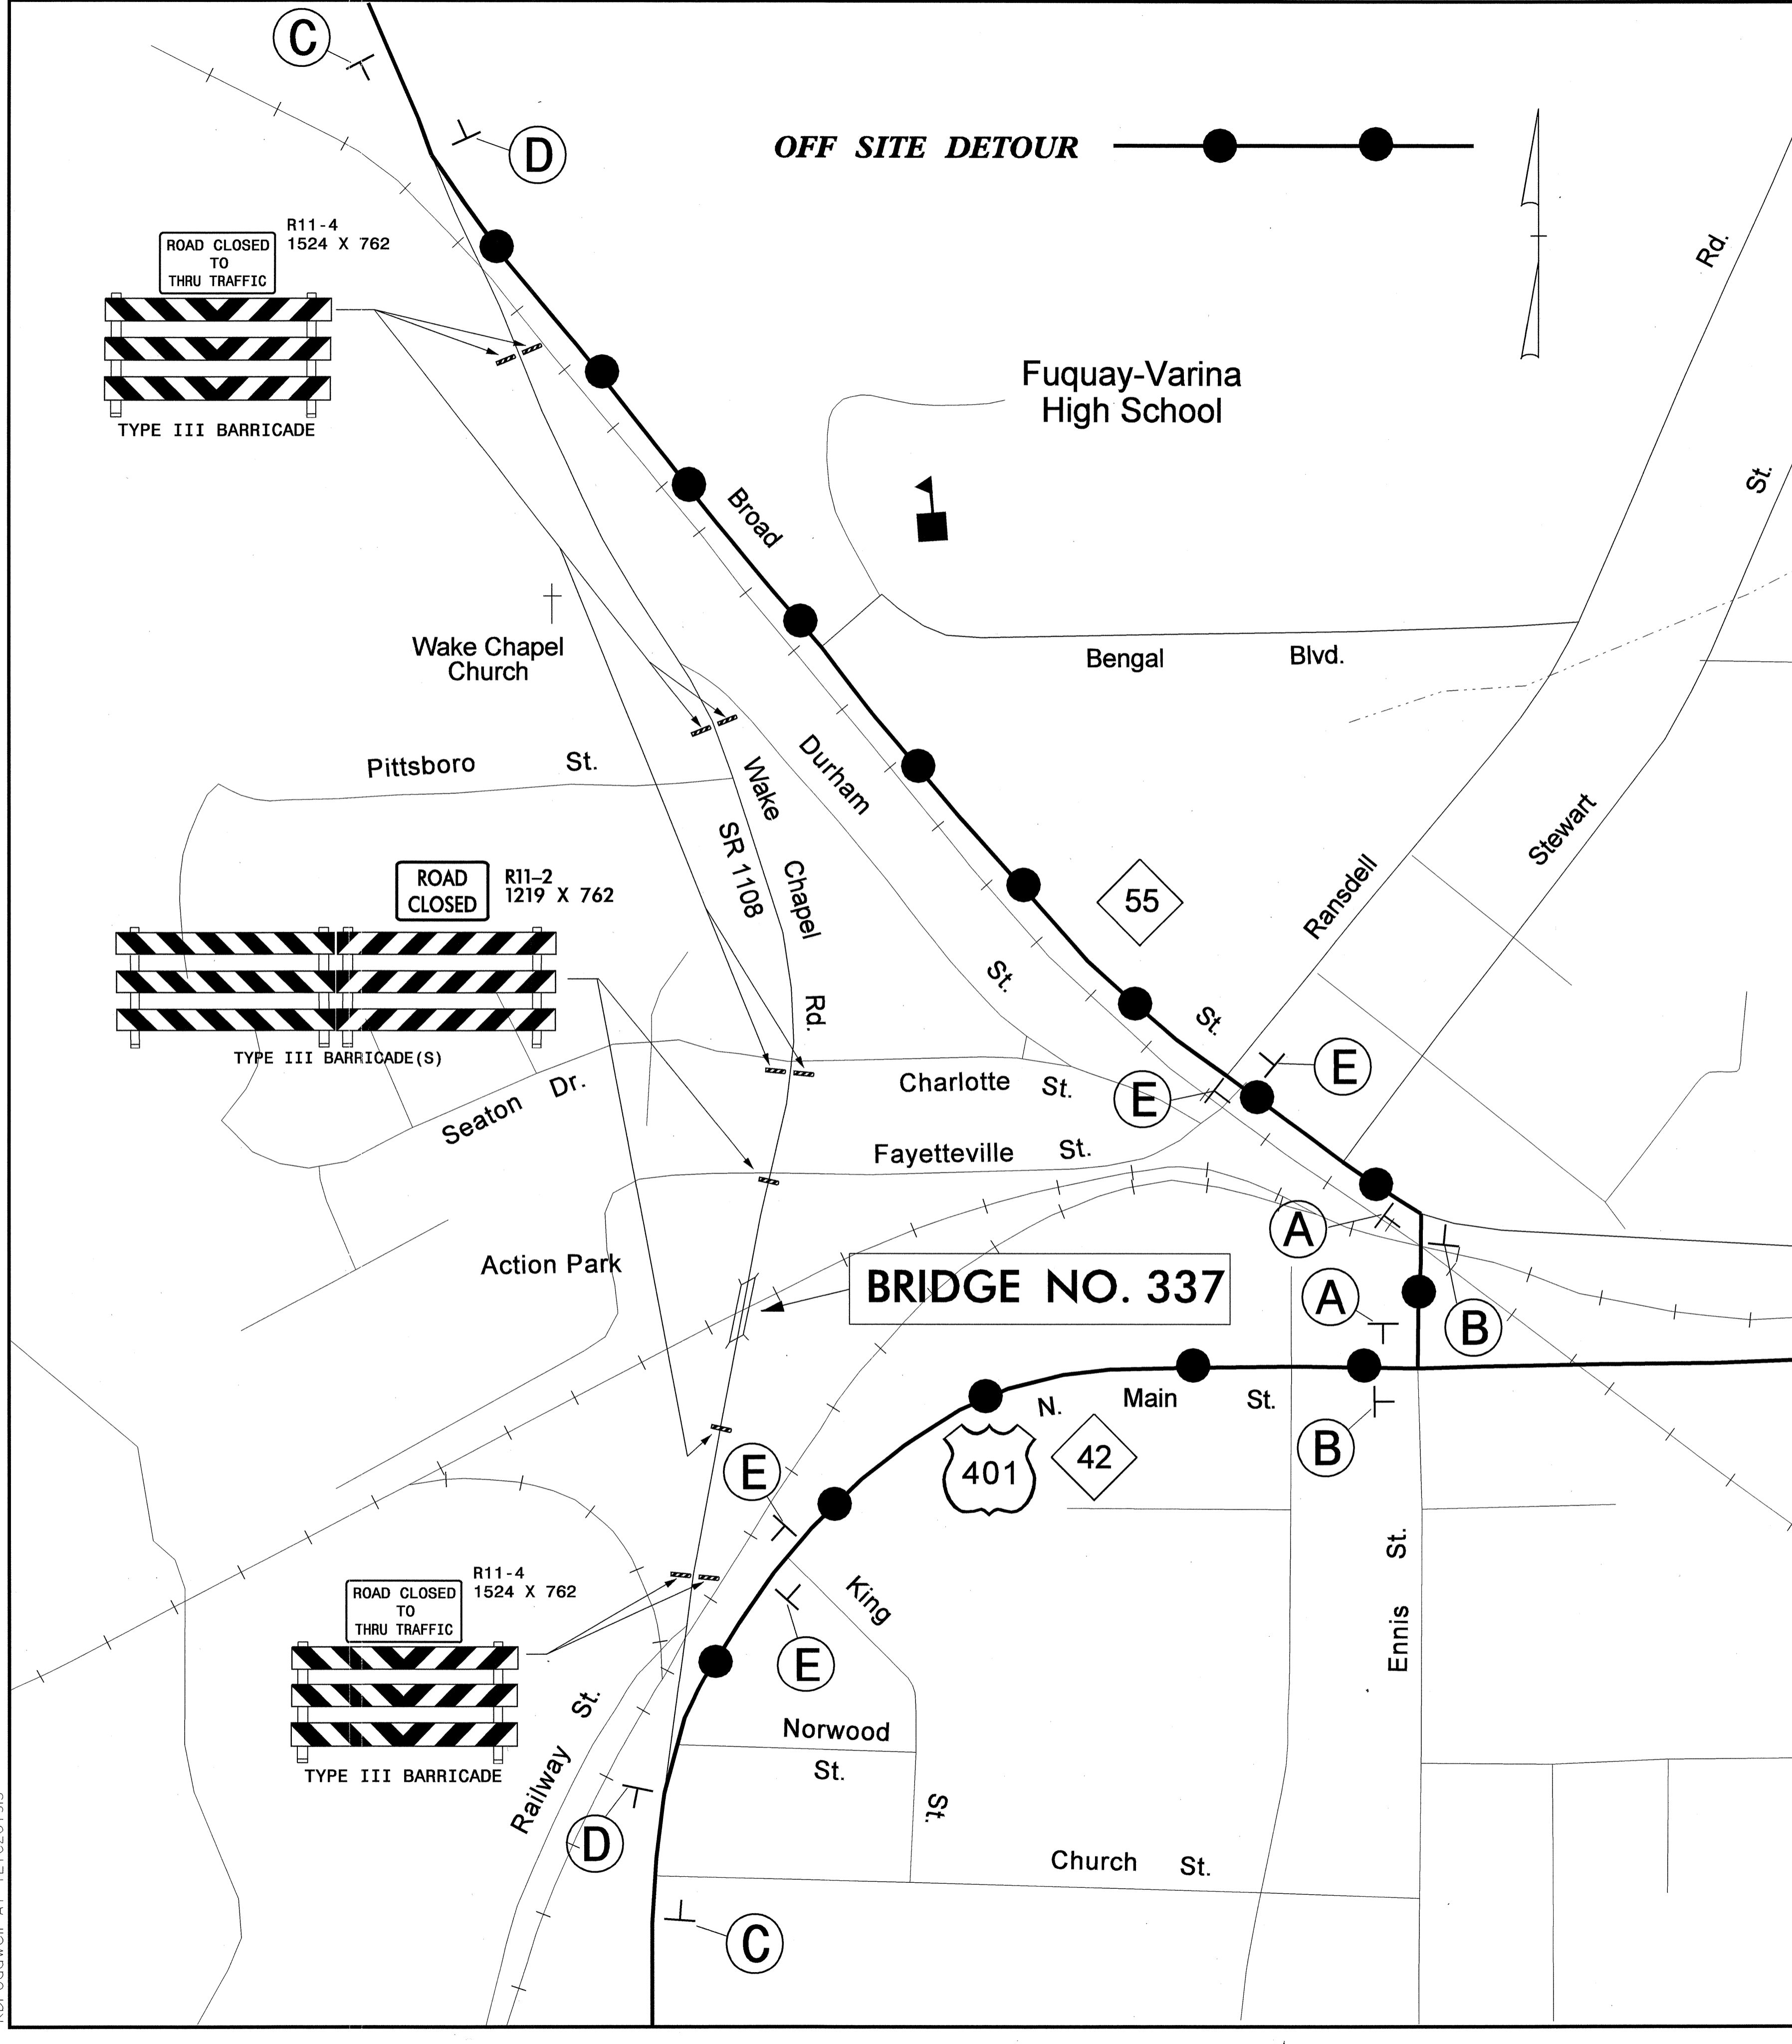 C
D
OFF SITE DETOUR
R11-4
1524 X 762
ROAD CLOSED
TO
THRU TRAFFIC
TYPE III BARRICADE
Rd.
Fuquay-Varina
High School
St.
Broad
Wake Chapel
Church
Bengal Blvd.
Pittsboro St.
Durham
Wake
SR 1108
Chapel
Stewart
ROAD
CLOSED
R11–2
1219 X 762
55
Ransdell
St.
Rd.
St.
TYPE III BARRICADE(S)
E
E
Charlotte St.
Seaton Dr.
Fayetteville St.
A
Action Park
BRIDGE NO. 337
A
B
N. Main St.
B
401
42
E
St.
R11-4
1524 X 762
ROAD CLOSED
TO
THRU TRAFFIC
King
Ennis
E
St.
Norwood
St.
TYPE III BARRICADE
Railway
St.
D
Church St.
C